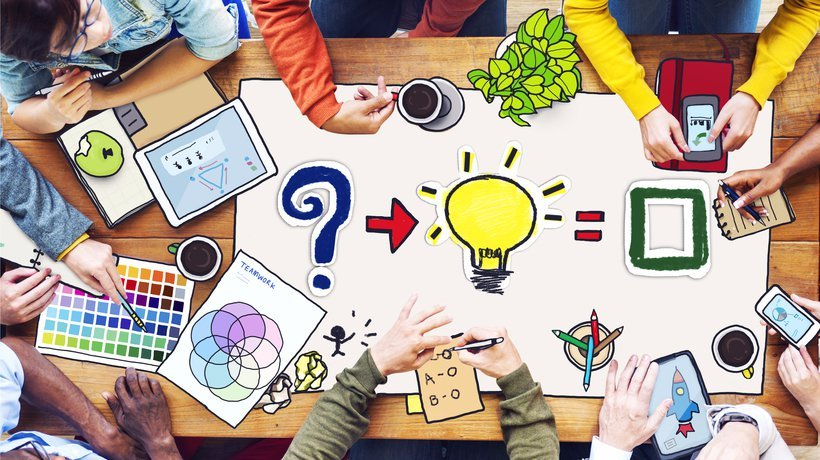 ? =
TEAMWORK
A - O
B - O